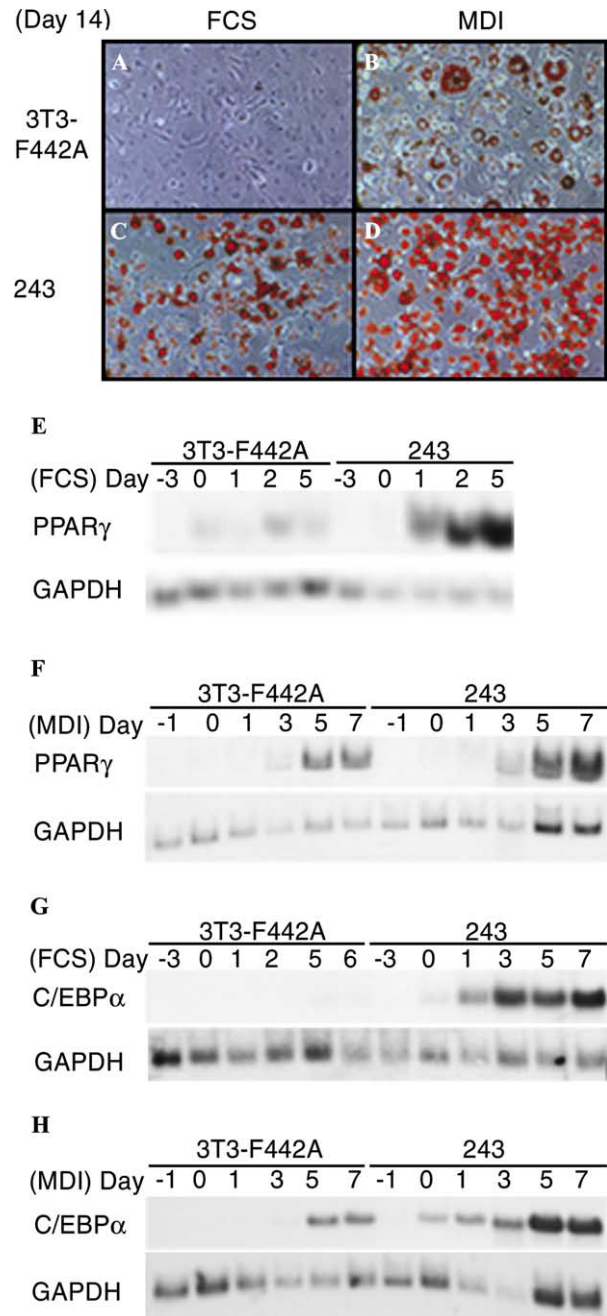 (Day 14) FCS MDI
A B
3T3-
F442A
C D
243
E
3T3-F442A 243
(FCS) Day -3 0 1 2 5 -3 0 1 2 5
PPARγ
GAPDH
F
3T3-F442A 243
(MDI) Day -1 0 1 3 5 7 -1 0 1 3 5 7
PPARγ
GAPDH
G
3T3-F442A 243
(FCS) Day -3 0 1 2 5 6 -3 0 1 3 5 7
C/EBPα
GAPDH
H
3T3-F442A 243
(MDI) Day -1 0 1 3 5 7 -1 0 1 3 5 7
C/EBPα
GAPDH